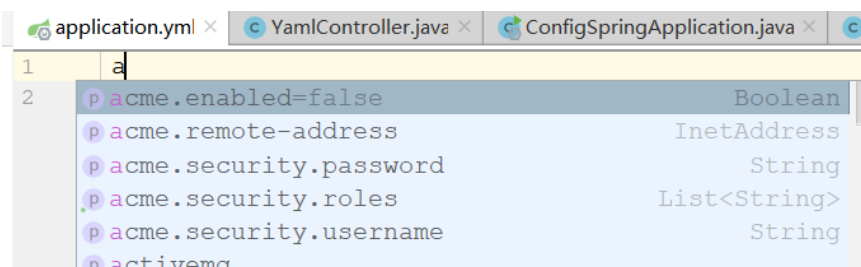 application.yml × C YamlController.java × C ConfigSpringApplication.java × C
1 a
2 p acme.enabled=false Boolean
p acme.remote-address InetAddress
p acme.security.password String
p acme.security.roles List<String>
p acme.security.username String
p activemq